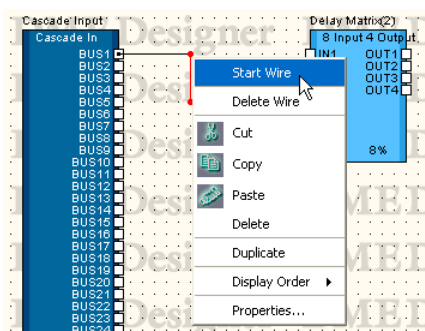 Cascade Input
Cascade In
BUS1
BUS2
BUS3
BUS4
BUS5
BUS6
BUS7
BUS8
BUS9
BUS10
BUS11
BUS12
BUS13
BUS14
BUS15
BUS16
BUS17
BUS18
BUS19
BUS20
BUS21
BUS22
BUS23
BUS24
Start Wire
Delete Wire
Cut
Copy
Paste
Delete
Duplicate
Display Order
Properties...
Delay Matrix(2)
8 Input 4 Output
IN1 OUT1
OUT2
OUT3
OUT4
8%
Designer